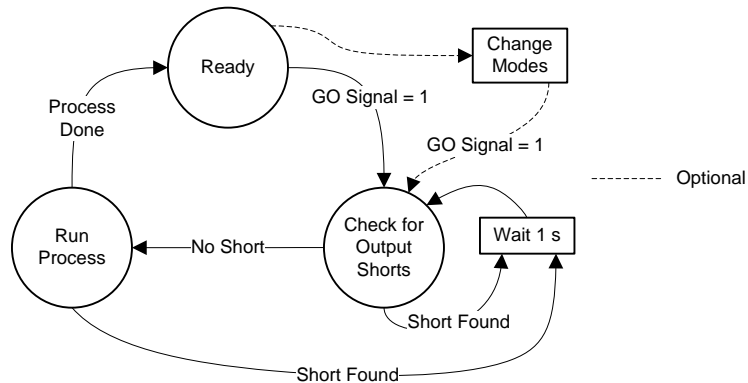 Ready
Change
Modes
GO Signal = 1
Process
Done
GO Signal = 1
Optional
Run
Process
No Short
Check for
Output
Shorts
Wait 1 s
Short Found
Short Found